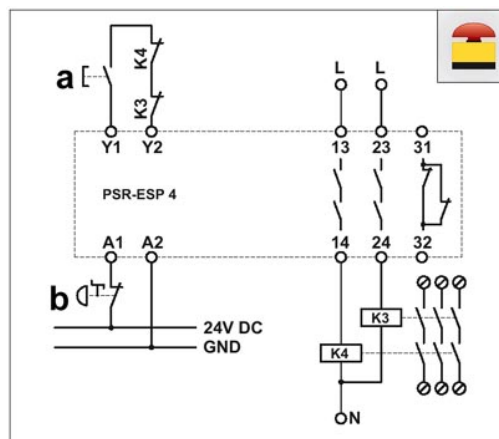 a
K4
K3
L L
Y1 Y2 13 23 31
PSR-ESP 4
A1 A2 14 24 32
b
24V DC
GND
K3
K4
N